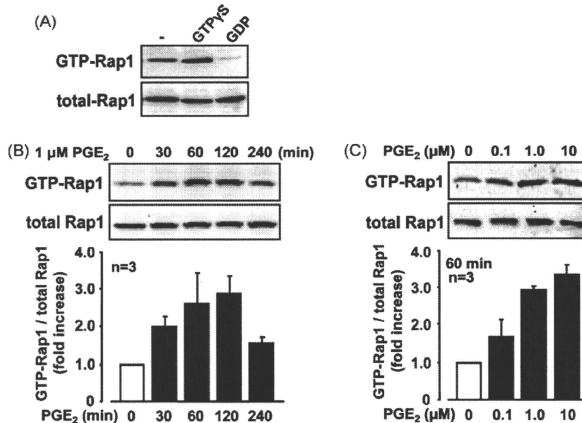 (A)
- GTPγS GDP
GTP-Rap1
total-Rap1
(B)
1 μM PGE2 0 30 60 120 240 (min)
GTP-Rap1
total Rap1
GTP-Rap1 / total Rap1
(fold increase)
4.0
3.0
2.0
1.0
0
n=3
PGE2 (min) 0 30 60 120 240
(C)
PGE2 (μM) 0 0.1 1.0 10
GTP-Rap1
total Rap1
GTP-Rap1 / total Rap1
(fold increase)
4.0
3.0
2.0
1.0
0
60 min
n=3
PGE2 (μM) 0 0.1 1.0 10